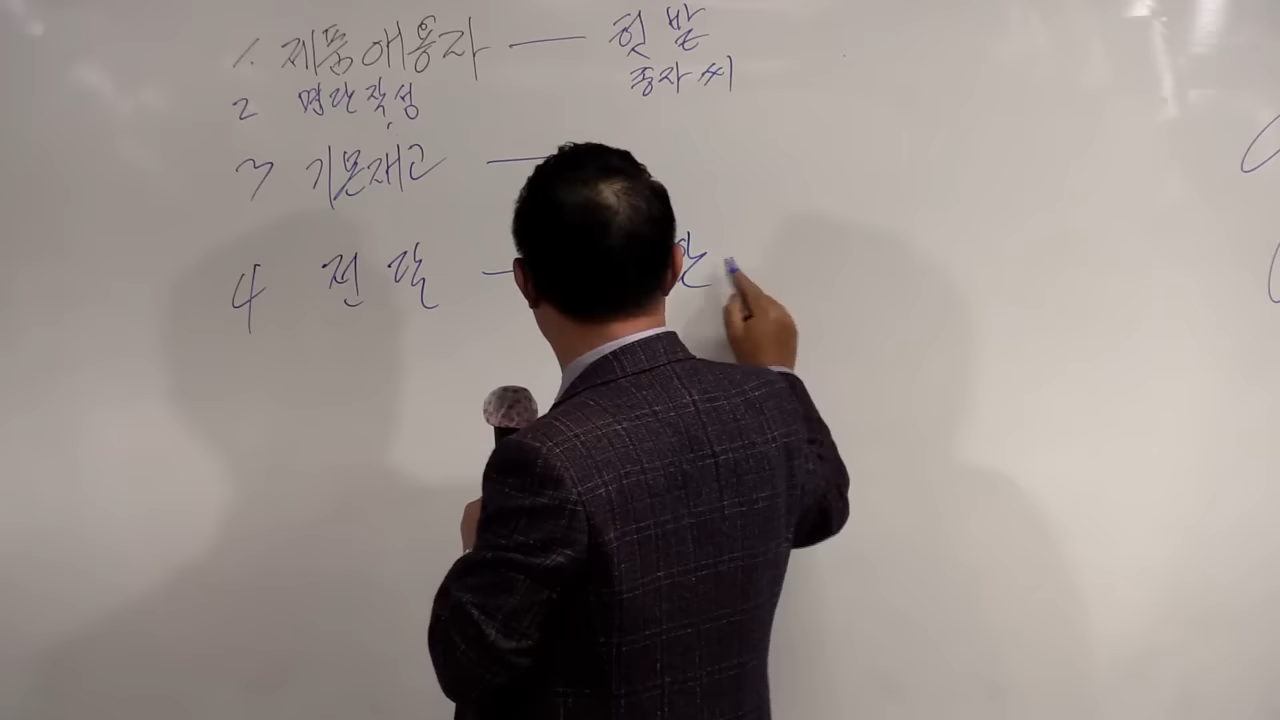 1. 제품애용자 — 텃밭
종자씨
2 명단작성
3 기본재고 —
4 전달 —